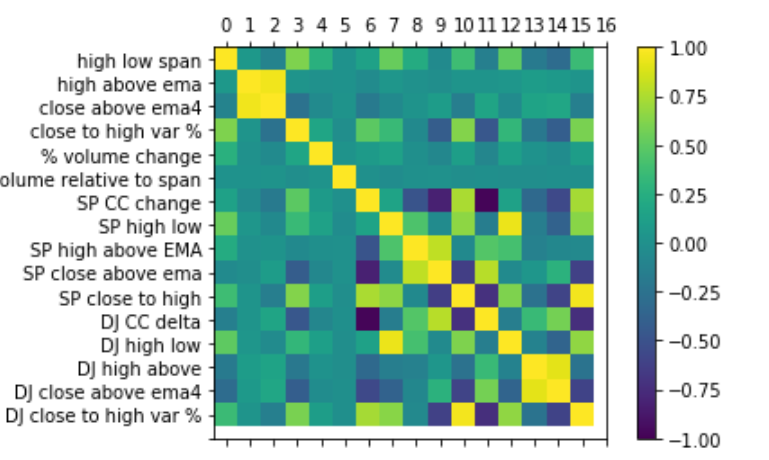 0 1 2 3 4 5 6 7 8 9 10 11 12 13 14 15 16
high low span
high above ema
close above ema4
close to high var %
% volume change
olume relative to span
SP CC change
SP high low
SP high above EMA
SP close above ema
SP close to high
DJ CC delta
DJ high low
DJ high above
DJ close above ema4
DJ close to high var %
1.00
0.75
0.50
0.25
0.00
−0.25
−0.50
−0.75
−1.00